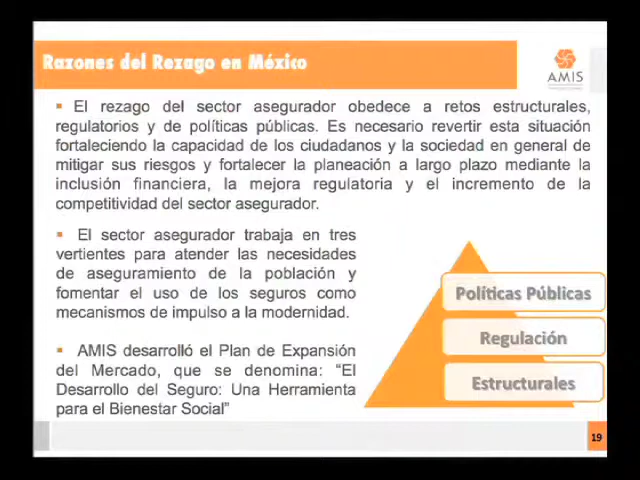 Razones del Rezago en México
AMIS
▪ El rezago del sector asegurador obedece a retos estructurales,
regulatorios y de políticas públicas. Es necesario revertir esta situación
fortaleciendo la capacidad de los ciudadanos y la sociedad en general de
mitigar sus riesgos y fortalecer la planeación a largo plazo mediante la
inclusión financiera, la mejora regulatoria y el incremento de la
competitividad del sector asegurador.
▪ El sector asegurador trabaja en tres
vertientes para atender las necesidades
de aseguramiento de la población y
fomentar el uso de los seguros como
mecanismos de impulso a la modernidad.
▪ AMIS desarrolló el Plan de Expansión
del Mercado, que se denomina: “El
Desarrollo del Seguro: Una Herramienta
para el Bienestar Social”
Políticas Públicas
Regulación
Estructurales
19